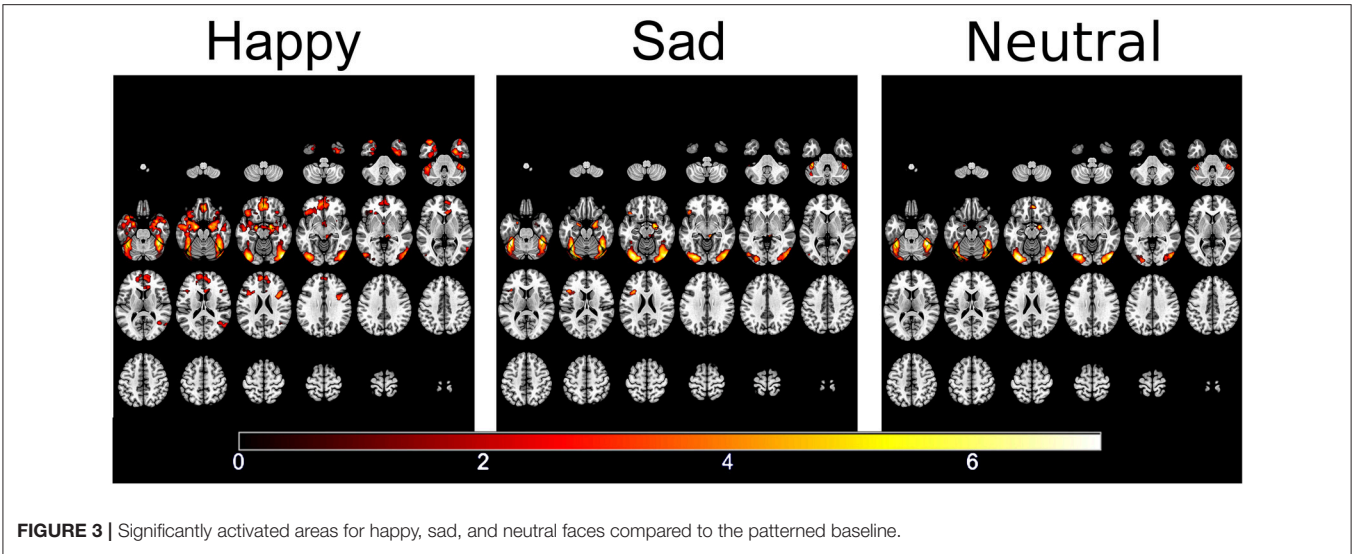 Happy Sad Neutral
0 2 4 6
FIGURE 3 | Significantly activated areas for happy, sad, and neutral faces compared to the patterned baseline.